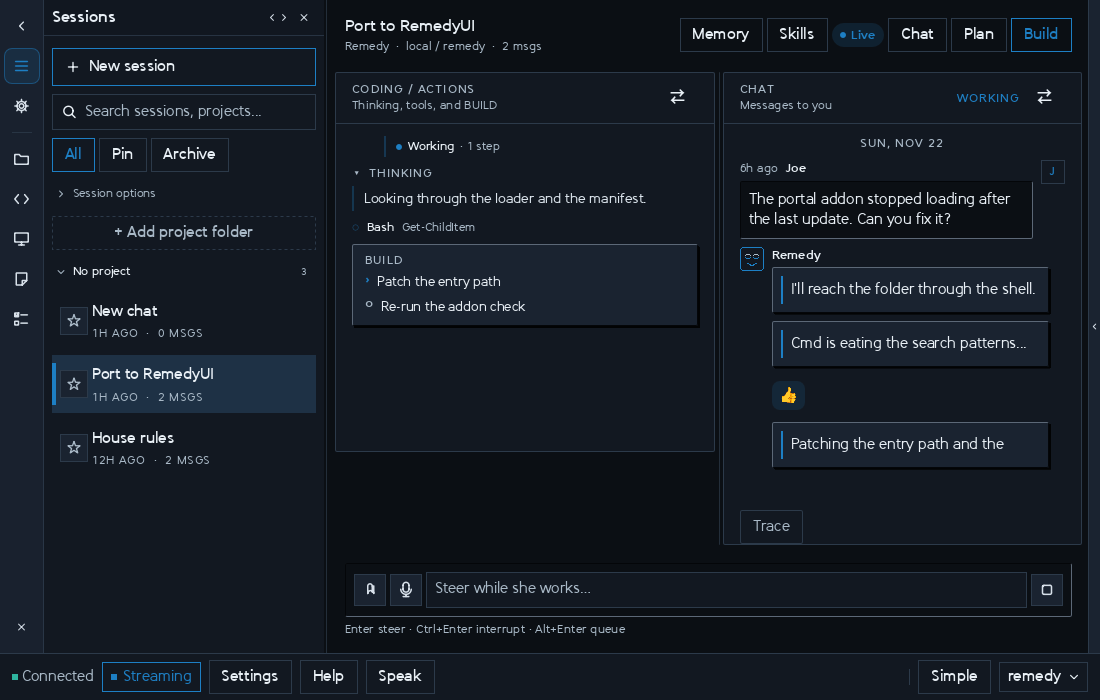 Sessions
New session
Search sessions, projects...
All
Pin
Archive
Session options
+ Add project folder
No project
3
New chat
1H AGO · 0 MSGS
Port to RemedyUI
1H AGO · 2 MSGS
House rules
12H AGO · 2 MSGS
Port to RemedyUI
Remedy · local / remedy · 2 msgs
Memory
Skills
Live
Chat
Plan
Build
CODING / ACTIONS
Thinking, tools, and BUILD
Working · 1 step
THINKING
Looking through the loader and the manifest.
Bash Get-ChildItem
BUILD
Patch the entry path
Re-run the addon check
CHAT
Messages to you
WORKING
SUN, NOV 22
6h ago Joe
J
The portal addon stopped loading after
the last update. Can you fix it?
Remedy
I'll reach the folder through the shell.
Cmd is eating the search patterns...
👍
Patching the entry path and the
Trace
Steer while she works...
Enter steer · Ctrl+Enter interrupt · Alt+Enter queue
Connected
Streaming
Settings
Help
Speak
Simple
remedy